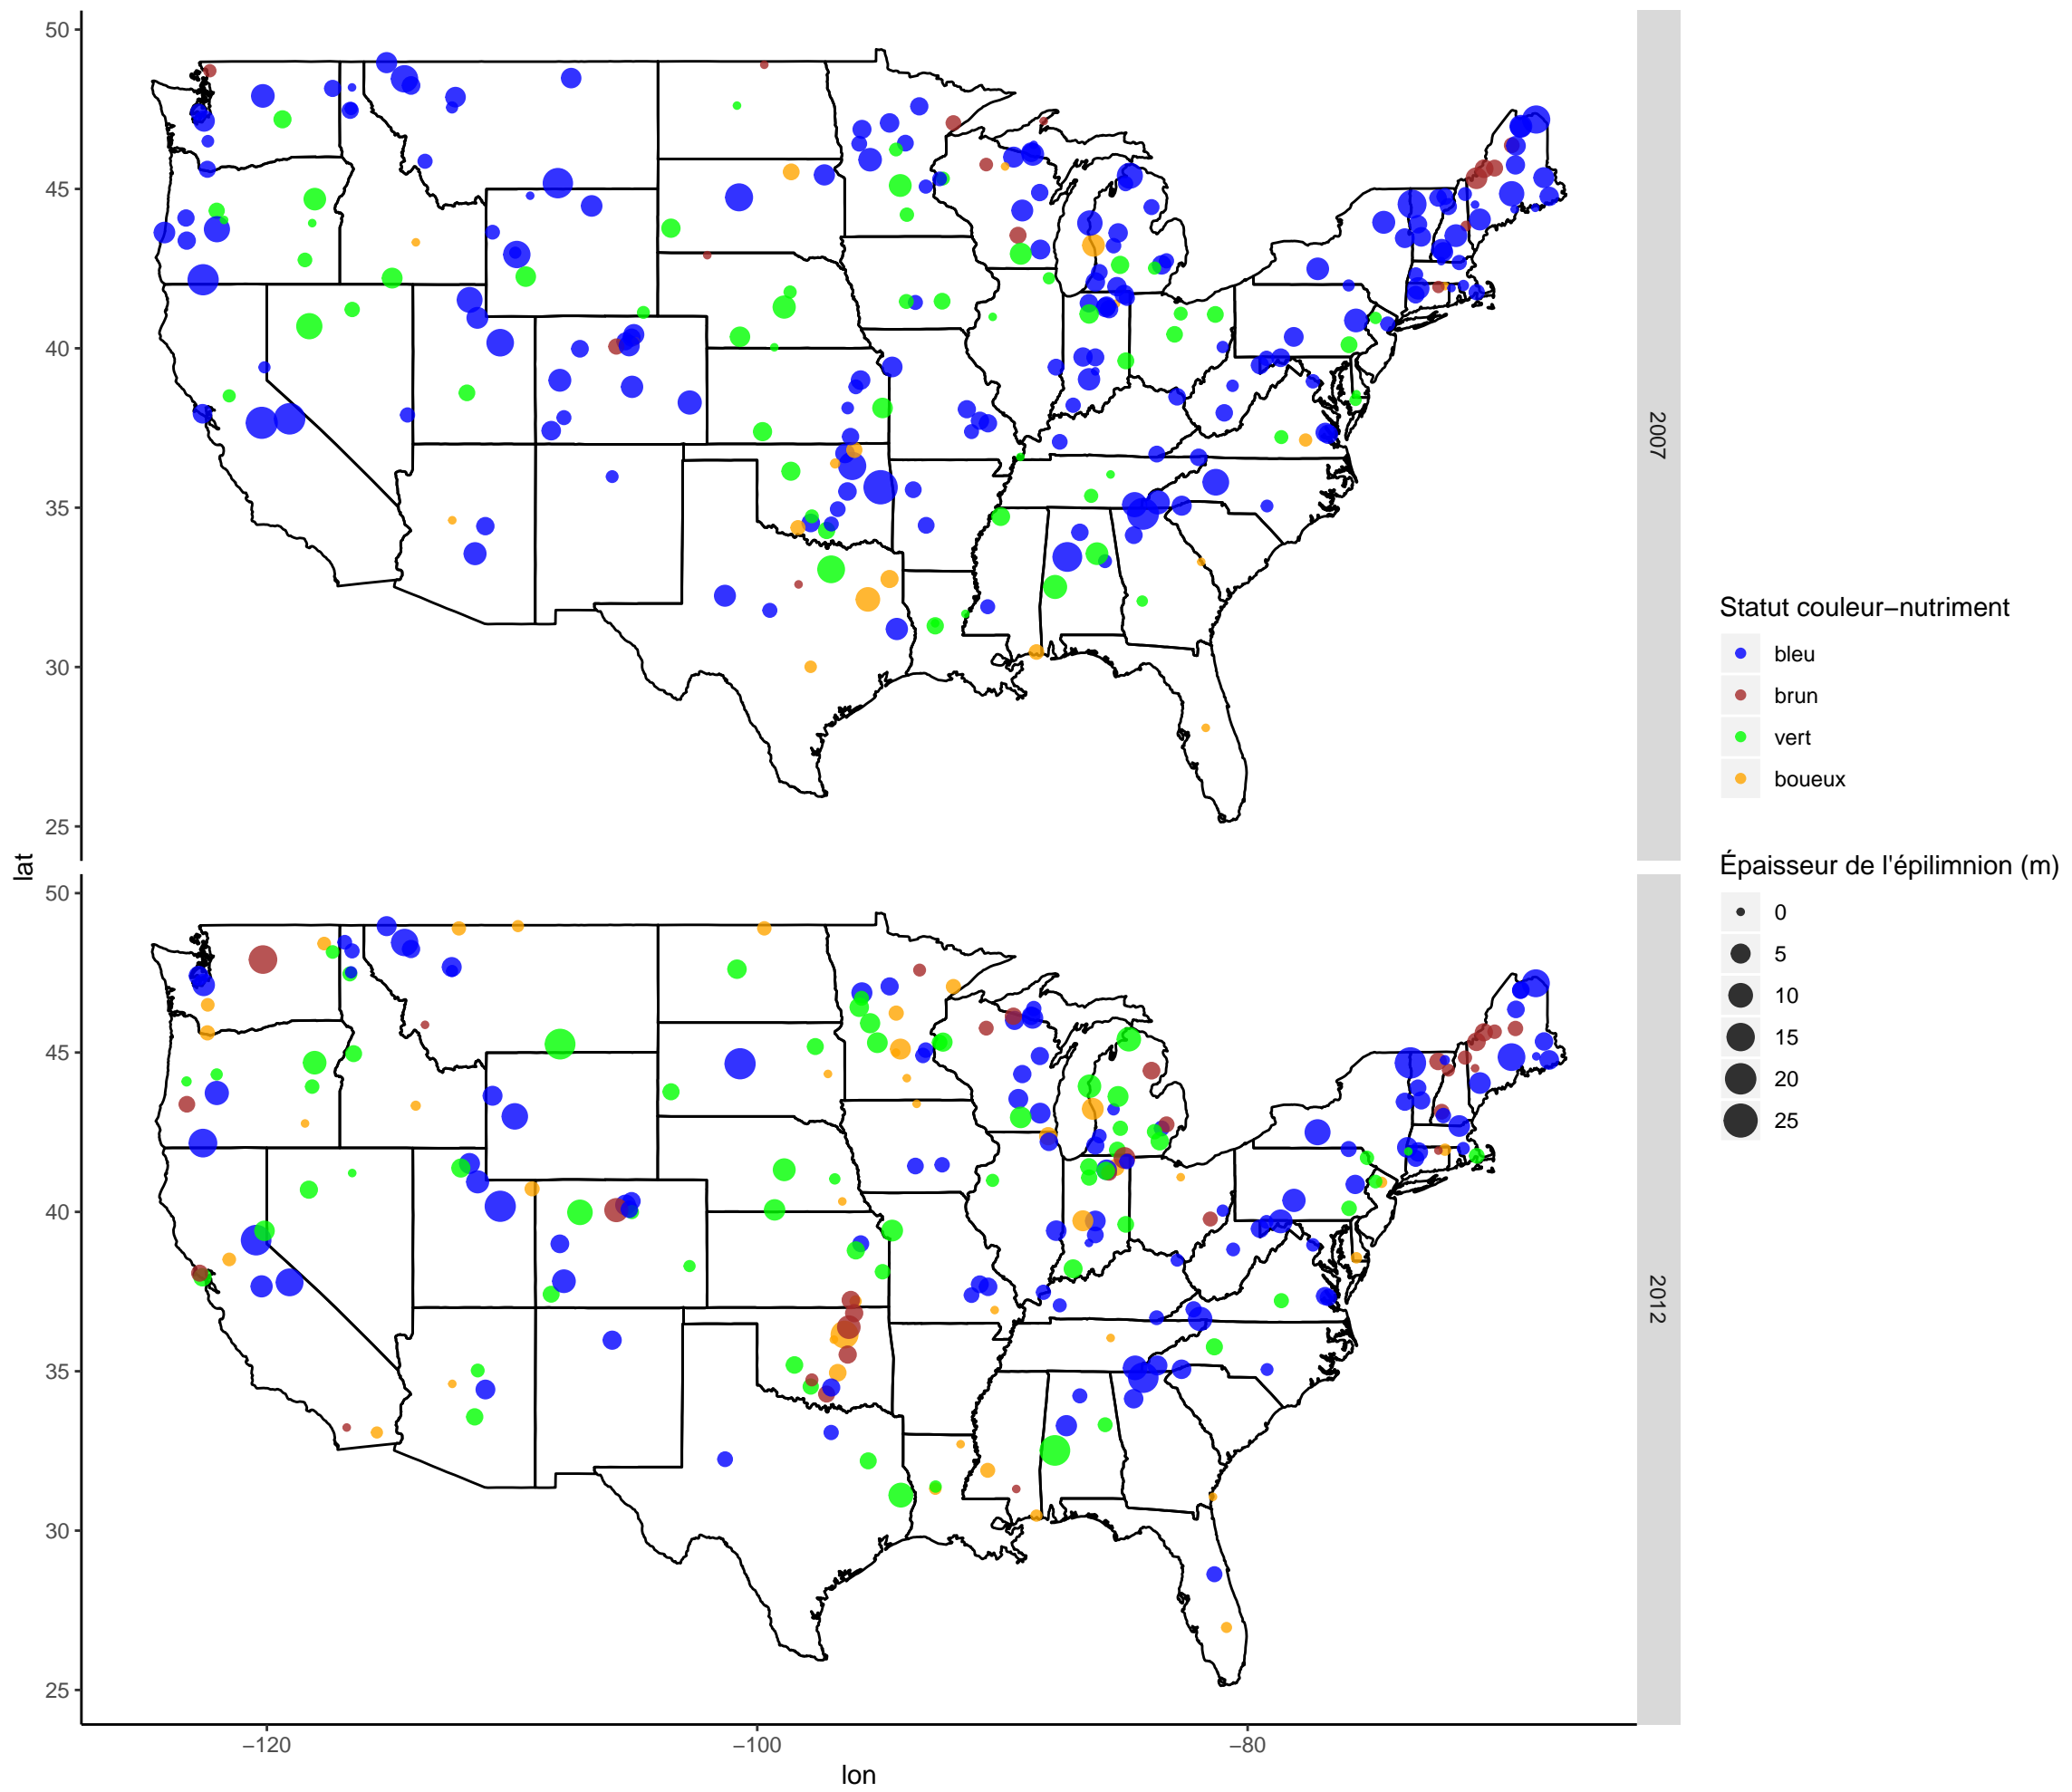 50
45
40
35
30
25
2007
lat
50
45
40
35
30
25
2012
−120
−100
−80
lon
Statut couleur−nutriment
bleu
brun
vert
boueux
Épaisseur de l'épilimnion (m)
0
5
10
15
20
25